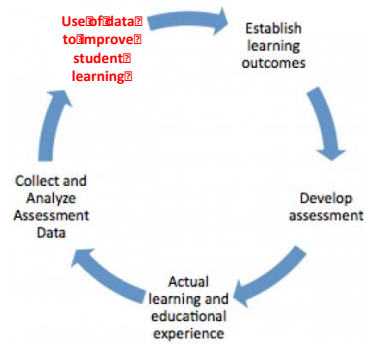 Use of data
to improve
student
learning
Establish
learning
outcomes
Develop
assessment
Actual
learning and
educational
experience
Collect and
Analyze
Assessment
Data